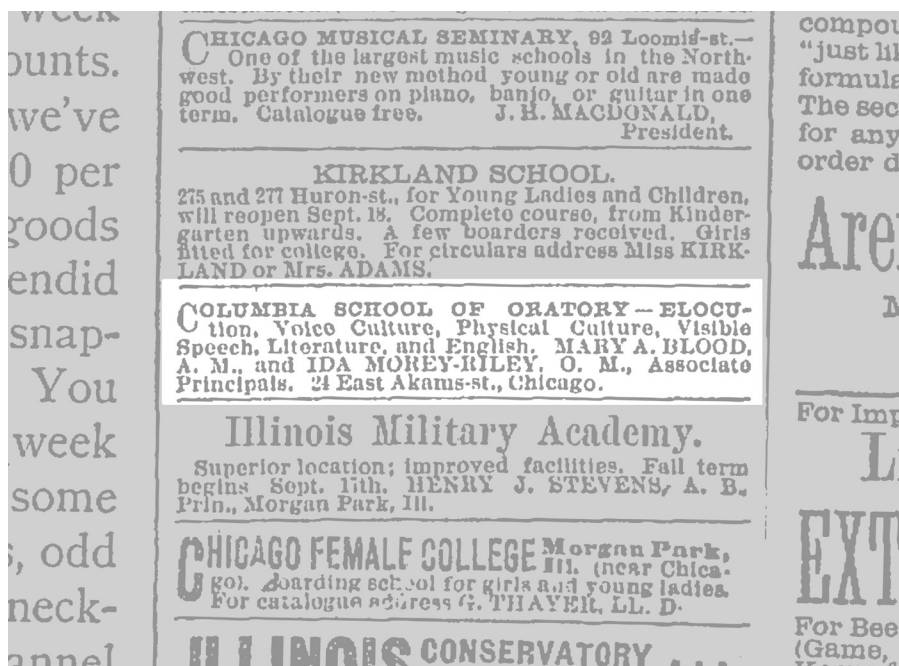 week
ounts.
we've
0 per
goods
endid
snap-
You
week
some
s, odd
neck-
annel
CHICAGO MUSICAL SEMINARY, 92 Loomis-st.—
One of the largest music schools in the North-
west. By their new method young or old are made
good performers on piano, banjo, or guitar in one
term. Catalogue free. J. H. MACDONALD,
President.
KIRKLAND SCHOOL.
275 and 277 Huron-st., for Young Ladies and Children,
will reopen Sept. 18. Complete course, from Kinder-
garten upwards. A few boarders received. Girls
fitted for college. For circulars address Miss KIRK-
LAND or Mrs. ADAMS.
COLUMBIA SCHOOL OF ORATORY—ELOCU-
tion, Voice Culture, Physical Culture, Visible
Speech, Literature, and English. MARY A. BLOOD,
A. M., and IDA MOREY-RILEY, O. M., Associate
Principals. 24 East Akams-st., Chicago.
Illinois Military Academy.
Superior location; improved facilities. Fall term
begins Sept. 17th. HENRY J. STEVENS, A. B.,
Prin., Morgan Park, Ill.
CHICAGO FEMALE COLLEGE Morgan Park,
Ill. (near Chica-
go). Boarding school for girls and young ladies.
For catalogue address G. THAYER, LL. D.
ILLINOIS CONSERVATORY
compou
"just lik
formula
The sec
for any
order d
Are
For Imp
L
EXT
For Bee
(Game,